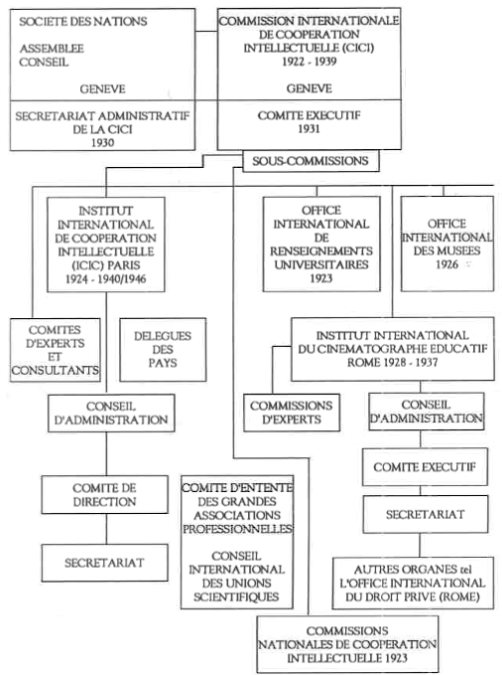 SOCIETE DES NATIONS
ASSEMBLEE
CONSEIL
GENEVE
COMMISSION INTERNATIONALE
DE COOPERATION
INTELLECTUELLE (CICI)
1922 - 1939
GENEVE
SECRETARIAT ADMINISTRATIF
DE LA CICI
1930
COMITE EXECUTIF
1931
SOUS-COMMISSIONS
INSTITUT
INTERNATIONAL
DE COOPERATION
INTELLECTUELLE
(ICIC) PARIS
1924 - 1940/1946
OFFICE
INTERNATIONAL
DE
RENSEIGNEMENTS
UNIVERSITAIRES
1923
OFFICE
INTERNATIONAL
DES MUSEES
1926
COMITES
D'EXPERTS
ET
CONSULTANTS
DELEGUES
DES
PAYS
INSTITUT INTERNATIONAL
DU CINEMATOGRAPHE EDUCATIF
ROME 1928 - 1937
CONSEIL
D'ADMINISTRATION
COMMISSIONS
D'EXPERTS
CONSEIL
D'ADMINISTRATION
COMITE EXECUTIF
COMITE DE
DIRECTION
COMITE D'ENTENTE
DES GRANDES
ASSOCIATIONS
PROFESSIONNELLES
CONSEIL
INTERNATIONAL
DES UNIONS
SCIENTIFIQUES
SECRETARIAT
SECRETARIAT
AUTRES ORGANES tel
L'OFFICE INTERNATIONAL
DU DROIT PRIVE (ROME)
COMMISSIONS
NATIONALES DE COOPERATION
INTELLECTUELLE 1923